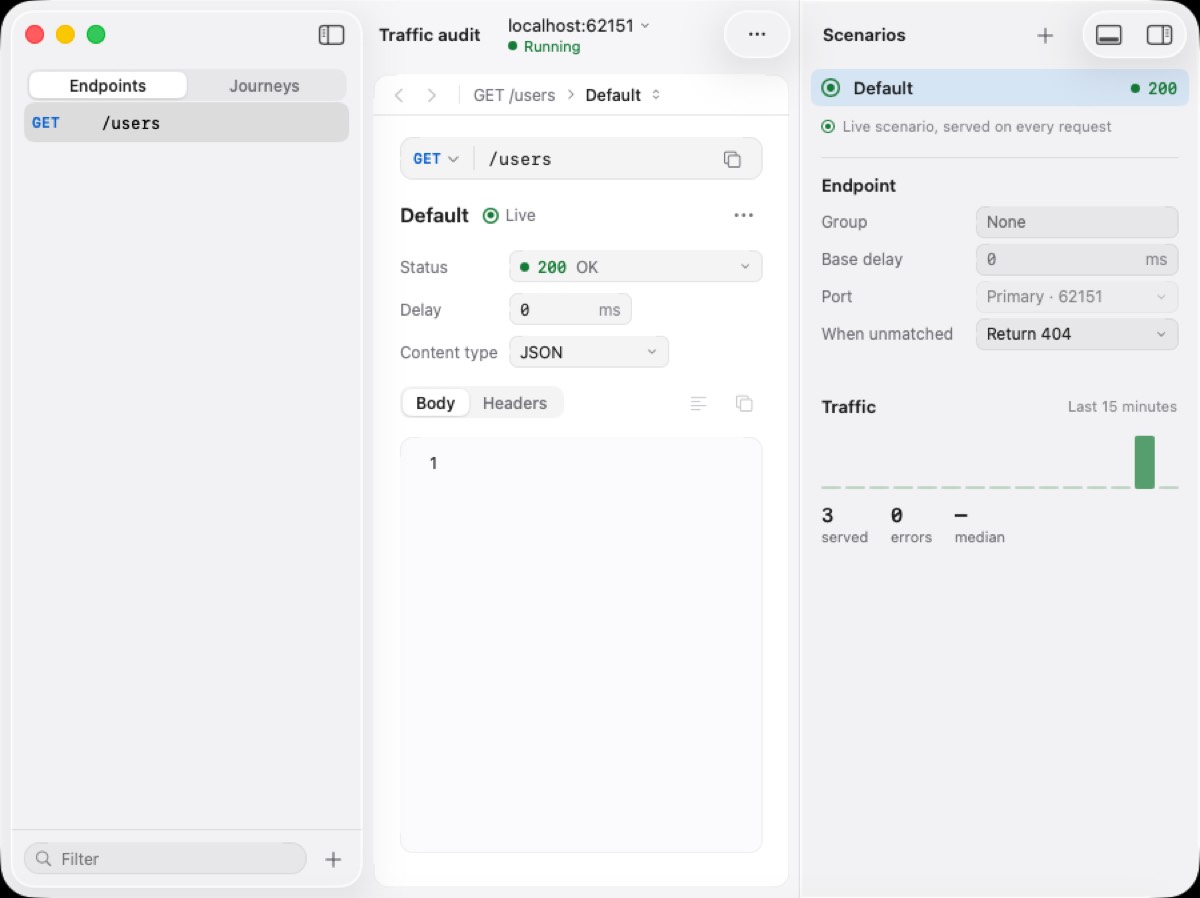 Endpoints
Journeys
GET /users
Filter
Traffic audit
localhost:62151
Running
GET /users
Default
GET /users
Default
Live
Status
200 OK
Delay
0 ms
Content type
JSON
Body
Headers
1
Scenarios
Default
200
Live scenario, served on every request
Endpoint
Group
None
Base delay
0 ms
Port
Primary · 62151
When unmatched
Return 404
Traffic
Last 15 minutes
3
served
0
errors
–
median